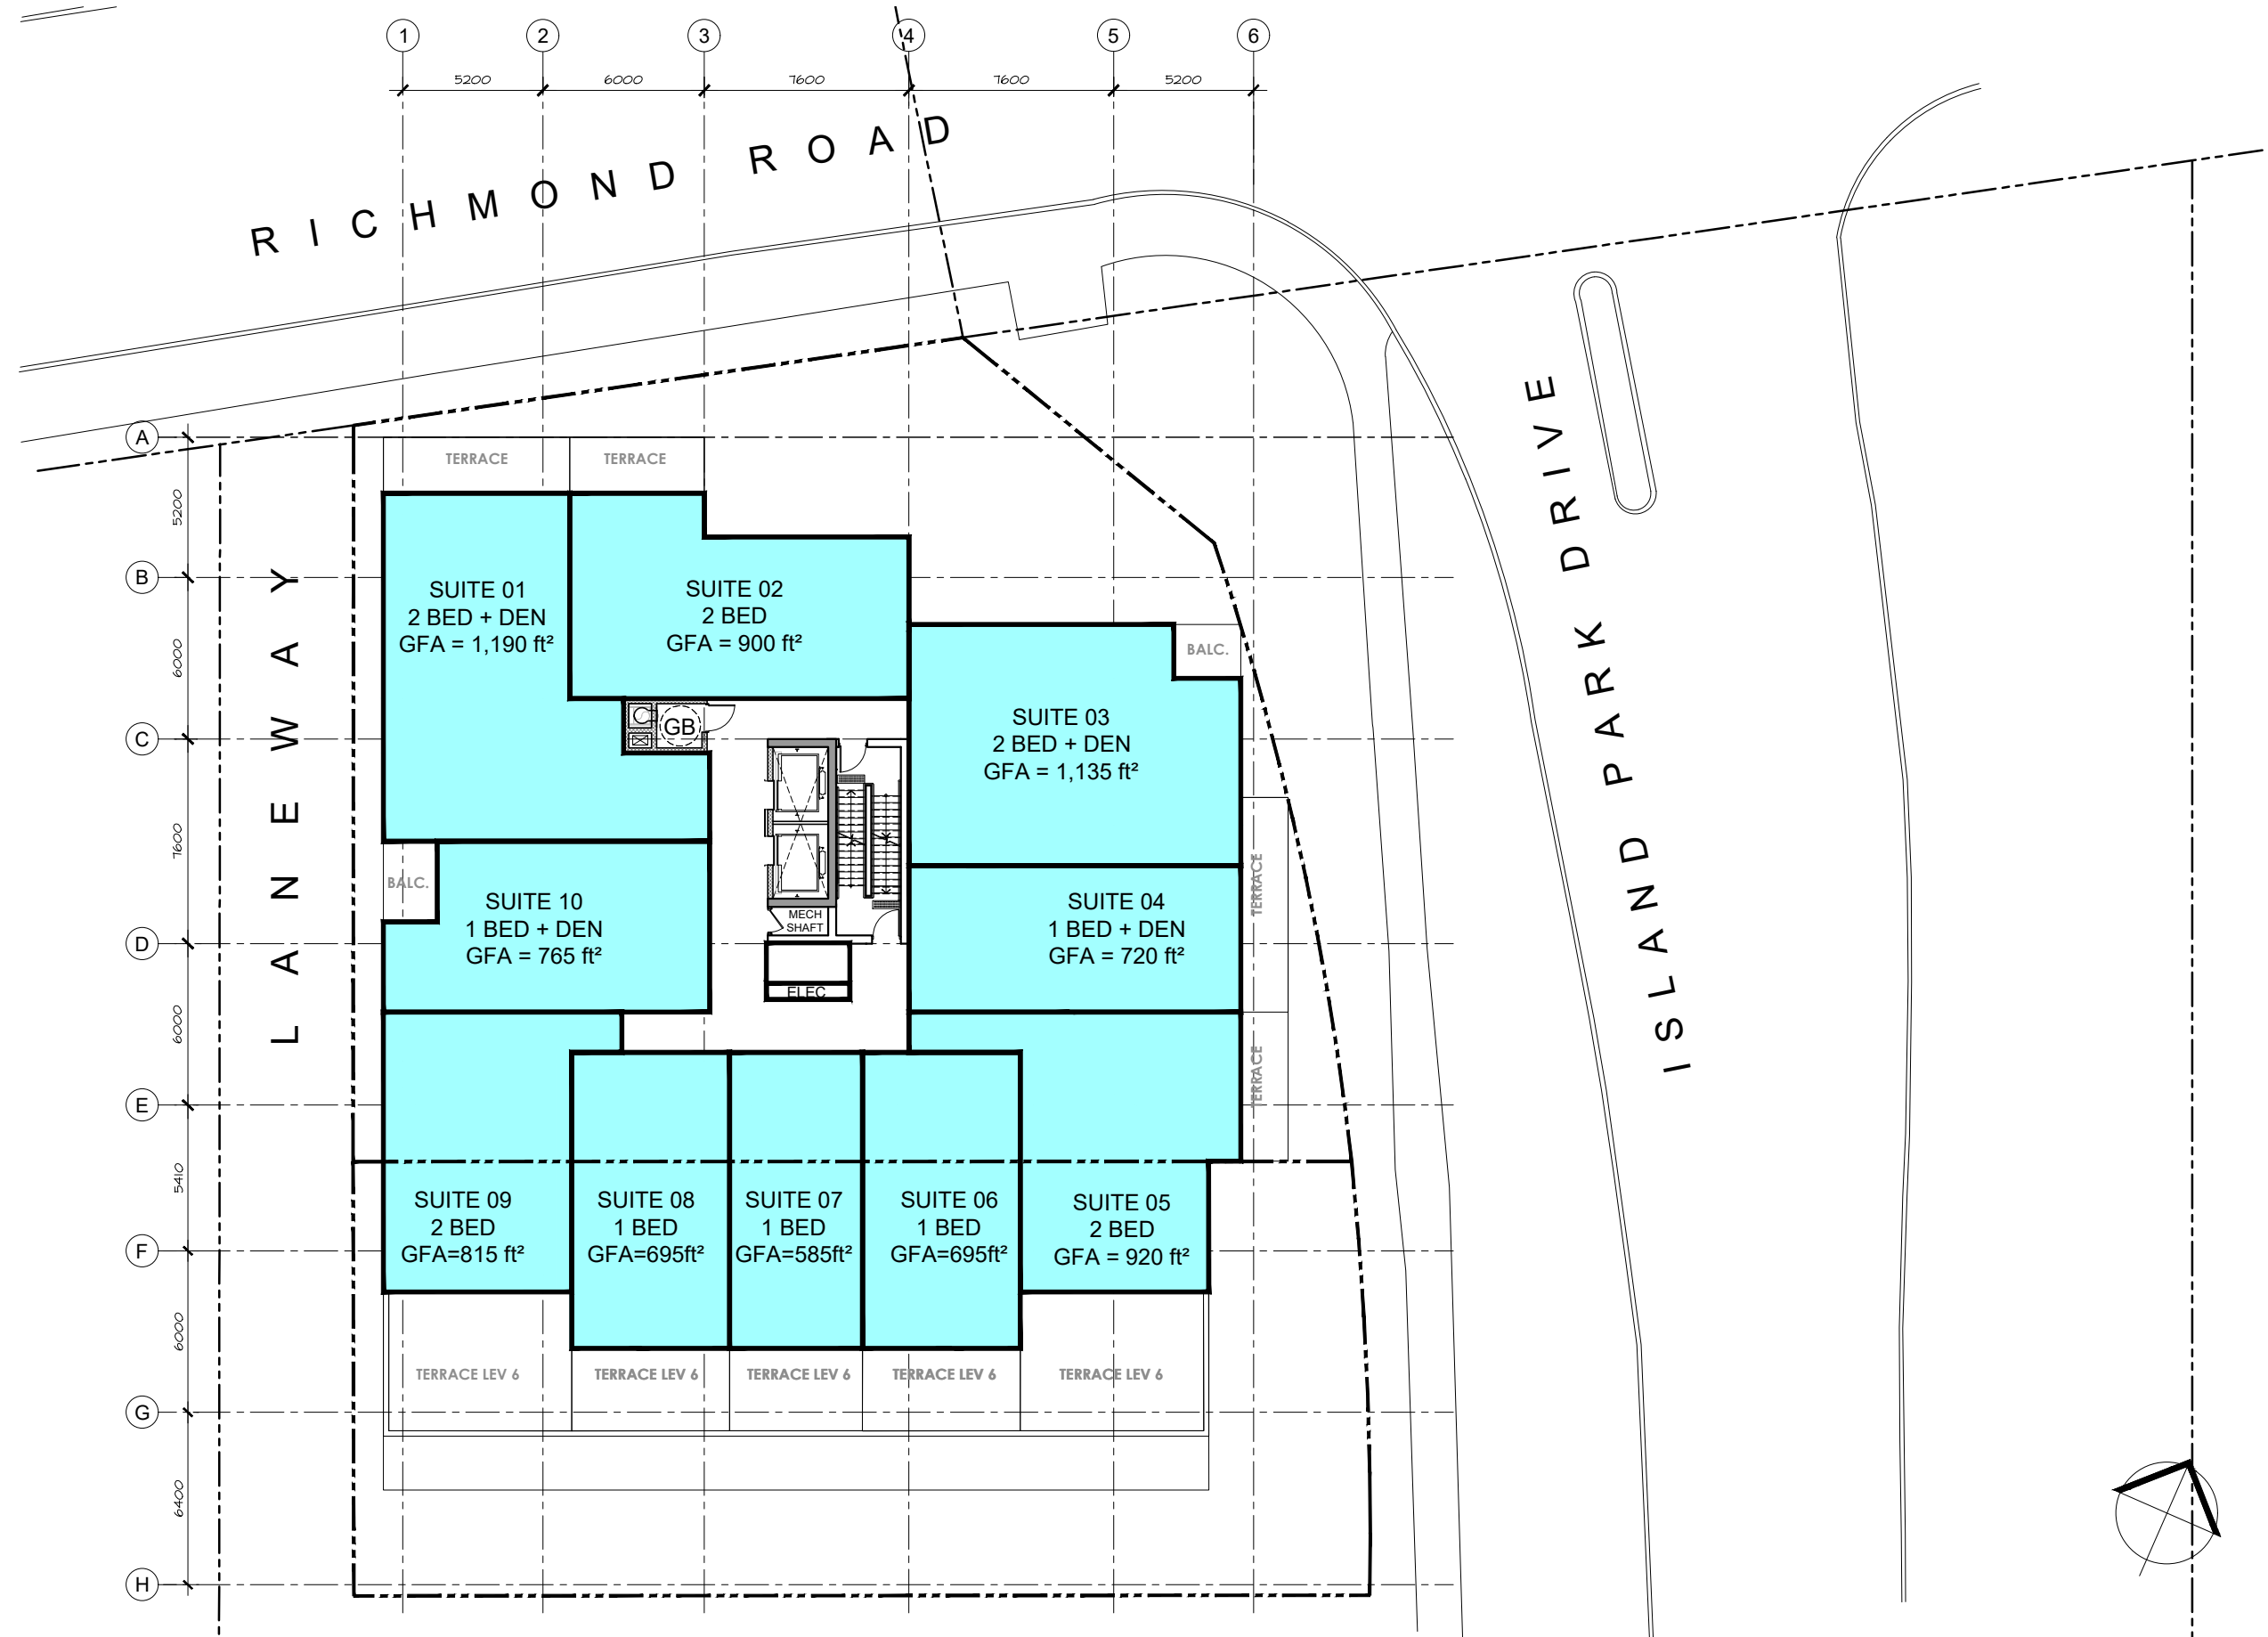 1 2 3 4 5 6
5200 6000 7600 7600 5200
RICHMOND ROAD
ISLAND PARK DRIVE
LANEWAY
A
5200
B
6000
C
7600
D
6000
E
5410
F
6000
G
6400
H
TERRACE
TERRACE
SUITE 01
2 BED + DEN
GFA = 1,190 ft²
SUITE 02
2 BED
GFA = 900 ft²
BALC.
SUITE 03
2 BED + DEN
GFA = 1,135 ft²
GB
MECH
SHAFT
ELEC
BALC.
SUITE 10
1 BED + DEN
GFA = 765 ft²
SUITE 04
1 BED + DEN
GFA = 720 ft²
TERRACE
TERRACE
SUITE 09
2 BED
GFA=815 ft²
SUITE 08
1 BED
GFA=695ft²
SUITE 07
1 BED
GFA=585ft²
SUITE 06
1 BED
GFA=695ft²
SUITE 05
2 BED
GFA = 920 ft²
TERRACE LEV 6
TERRACE LEV 6
TERRACE LEV 6
TERRACE LEV 6
TERRACE LEV 6